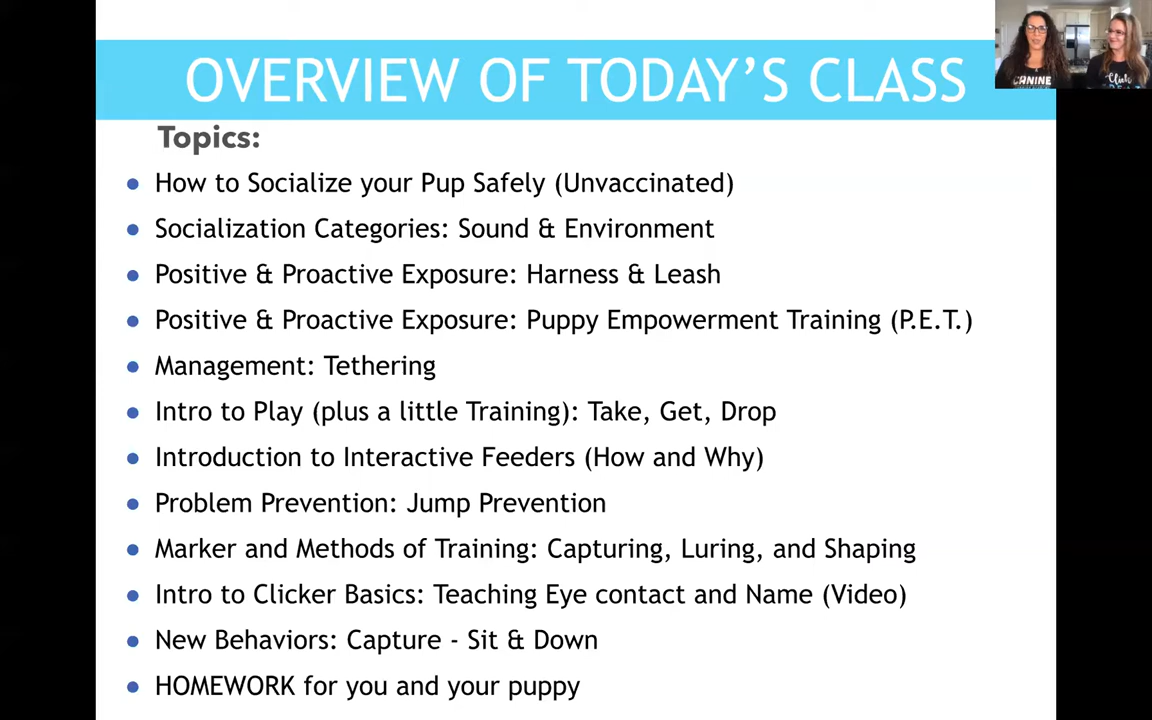 OVERVIEW OF TODAY'S CLASS
Topics:
● How to Socialize your Pup Safely (Unvaccinated)
● Socialization Categories: Sound & Environment
● Positive & Proactive Exposure: Harness & Leash
● Positive & Proactive Exposure: Puppy Empowerment Training (P.E.T.)
● Management: Tethering
● Intro to Play (plus a little Training): Take, Get, Drop
● Introduction to Interactive Feeders (How and Why)
● Problem Prevention: Jump Prevention
● Marker and Methods of Training: Capturing, Luring, and Shaping
● Intro to Clicker Basics: Teaching Eye contact and Name (Video)
● New Behaviors: Capture - Sit & Down
● HOMEWORK for you and your puppy
CANINE